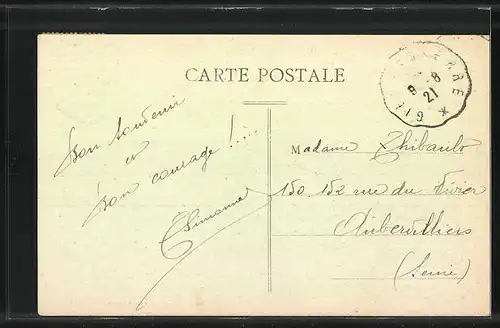 CARTE POSTALE
9-8
21
Bon souvenir
et
Bon courage !....
Madame Thibault
150-152 rue du Vivier
Aubervilliers
(Seine)